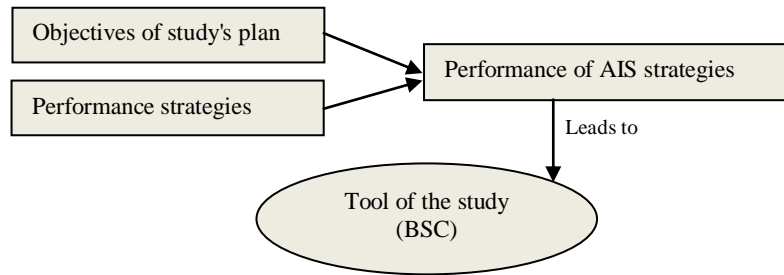 Objectives of study's plan
Performance of AIS strategies
Performance strategies
Leads to
Tool of the study
(BSC)